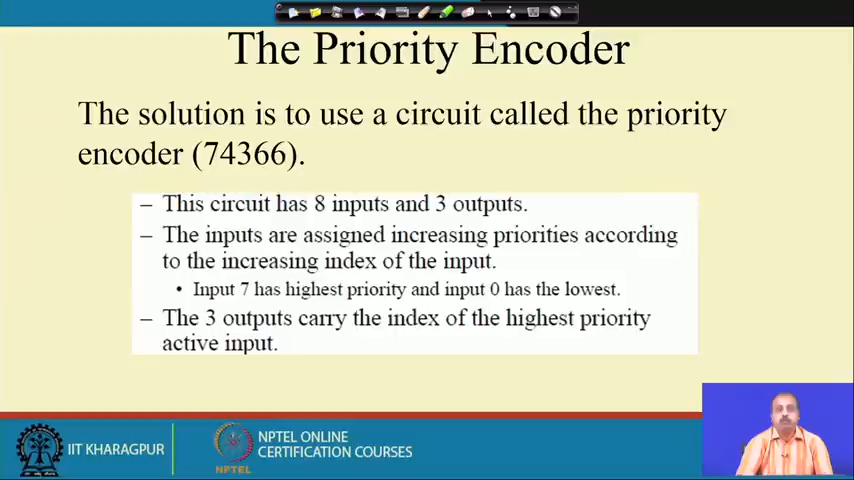 The Priority Encoder
The solution is to use a circuit called the priority
encoder (74366).
– This circuit has 8 inputs and 3 outputs.
– The inputs are assigned increasing priorities according
to the increasing index of the input.
• Input 7 has highest priority and input 0 has the lowest.
– The 3 outputs carry the index of the highest priority
active input.
IIT KHARAGPUR
NPTEL
NPTEL ONLINE
CERTIFICATION COURSES